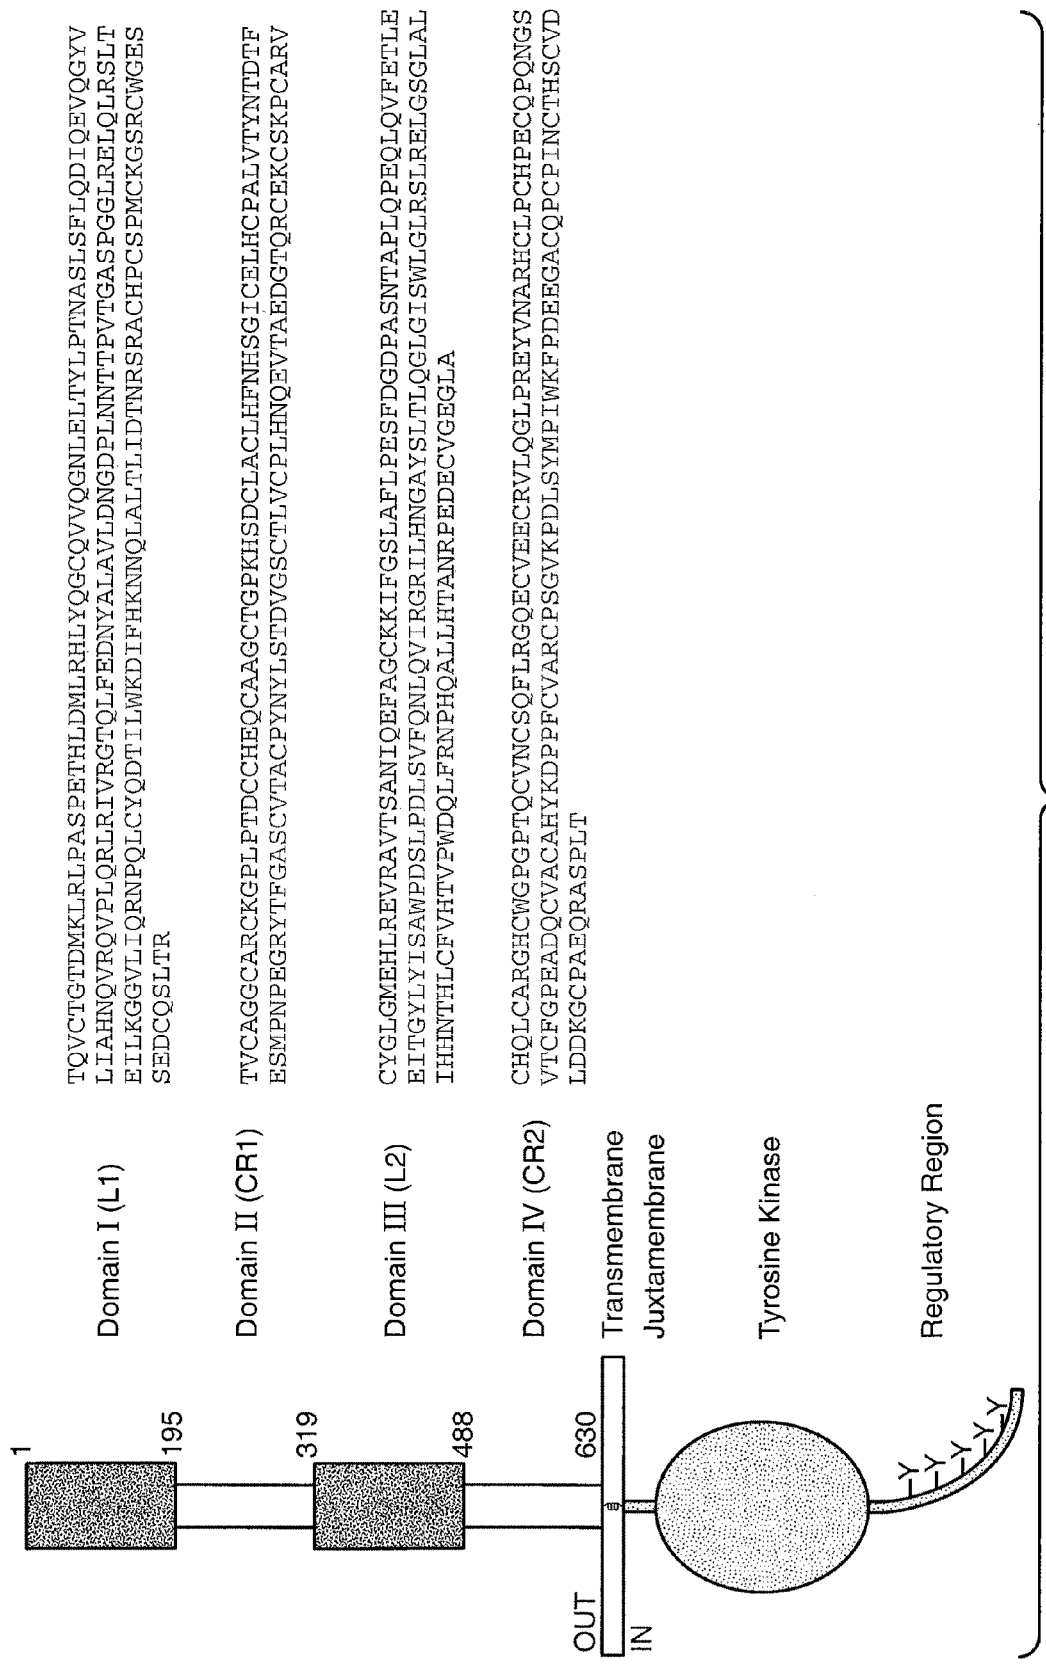 1
195
319
488
630
OUT
IN
Domain I (L1)
TQVCTGTDMKLRLPASPETHLDMLRHLYQGCQVVQGNLELTYLPTNASLSFLQDIQEVQGYV
LIAHNQVRQVPLQRLRIVRGTQLFEDNYALAVLDNGDPLNNTTPVTGASPGGLRELQLRSLT
EILKGGVLIQRNPQLCYQDTILWKDIFHKNNQLALTLIDTNRSRACHPCSPMCKGSRCWGES
SEDCQSLTR
Domain II (CR1)
TVCAGGCARCKGPLPTDCCHEQCAAGCTGPKHSDCLACLHFNHSGICELHCPALVTYNTDTF
ESMPNPEGRYTFGASCVTACPYNYLSTDVGSCTLVCPLHNQEVTAEDGTQRCEKCSKPCARV
Domain III (L2)
CYGLGMEHLREVRAVTSANIQEFAGCKKIFGSLAFLPESFDGDPASNTAPLQPEQLQVFETLE
EITGYLYISAWPDSLPDLSVFQNLQVIRGRILHNGAYSLTLQGLGISWLGLRSLRELGSGLAL
IHHNTHLCFVHTVPWDQLFRNPHQALLHTANRPEDECVGEGLA
Domain IV (CR2)
CHQLCARGHCWGPGPTQCVNCSQFLRGQECVEECRVLQGLPREYVNARHCLPCHPECQPQNGS
VTCFGPEADQCVACAHYKDPPFCVARCPSGVKPDLSYMPIWKFPDEEGACQPCPINCTHSCVD
LDDKGCPAEQRASPLT
Transmembrane
Juxtamembrane
Tyrosine Kinase
Regulatory Region
Y
Y
Y
Y
Y